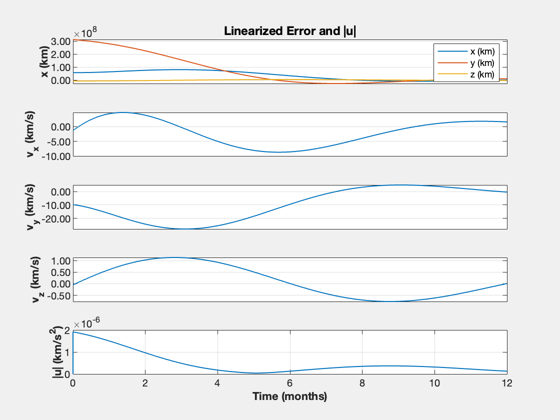 Linearized Error and |u|
×10^8
3.00
2.00
1.00
0.00
x (km)
x (km)
y (km)
z (km)
0.00
-5.00
-10.00
v_x (km/s)
0.00
-10.00
-20.00
v_y (km/s)
1.00
0.50
0.00
-0.50
v_z (km/s)
×10^-6
2
1
0
|u| (km/s^2)
0 2 4 6 8 10 12
Time (months)